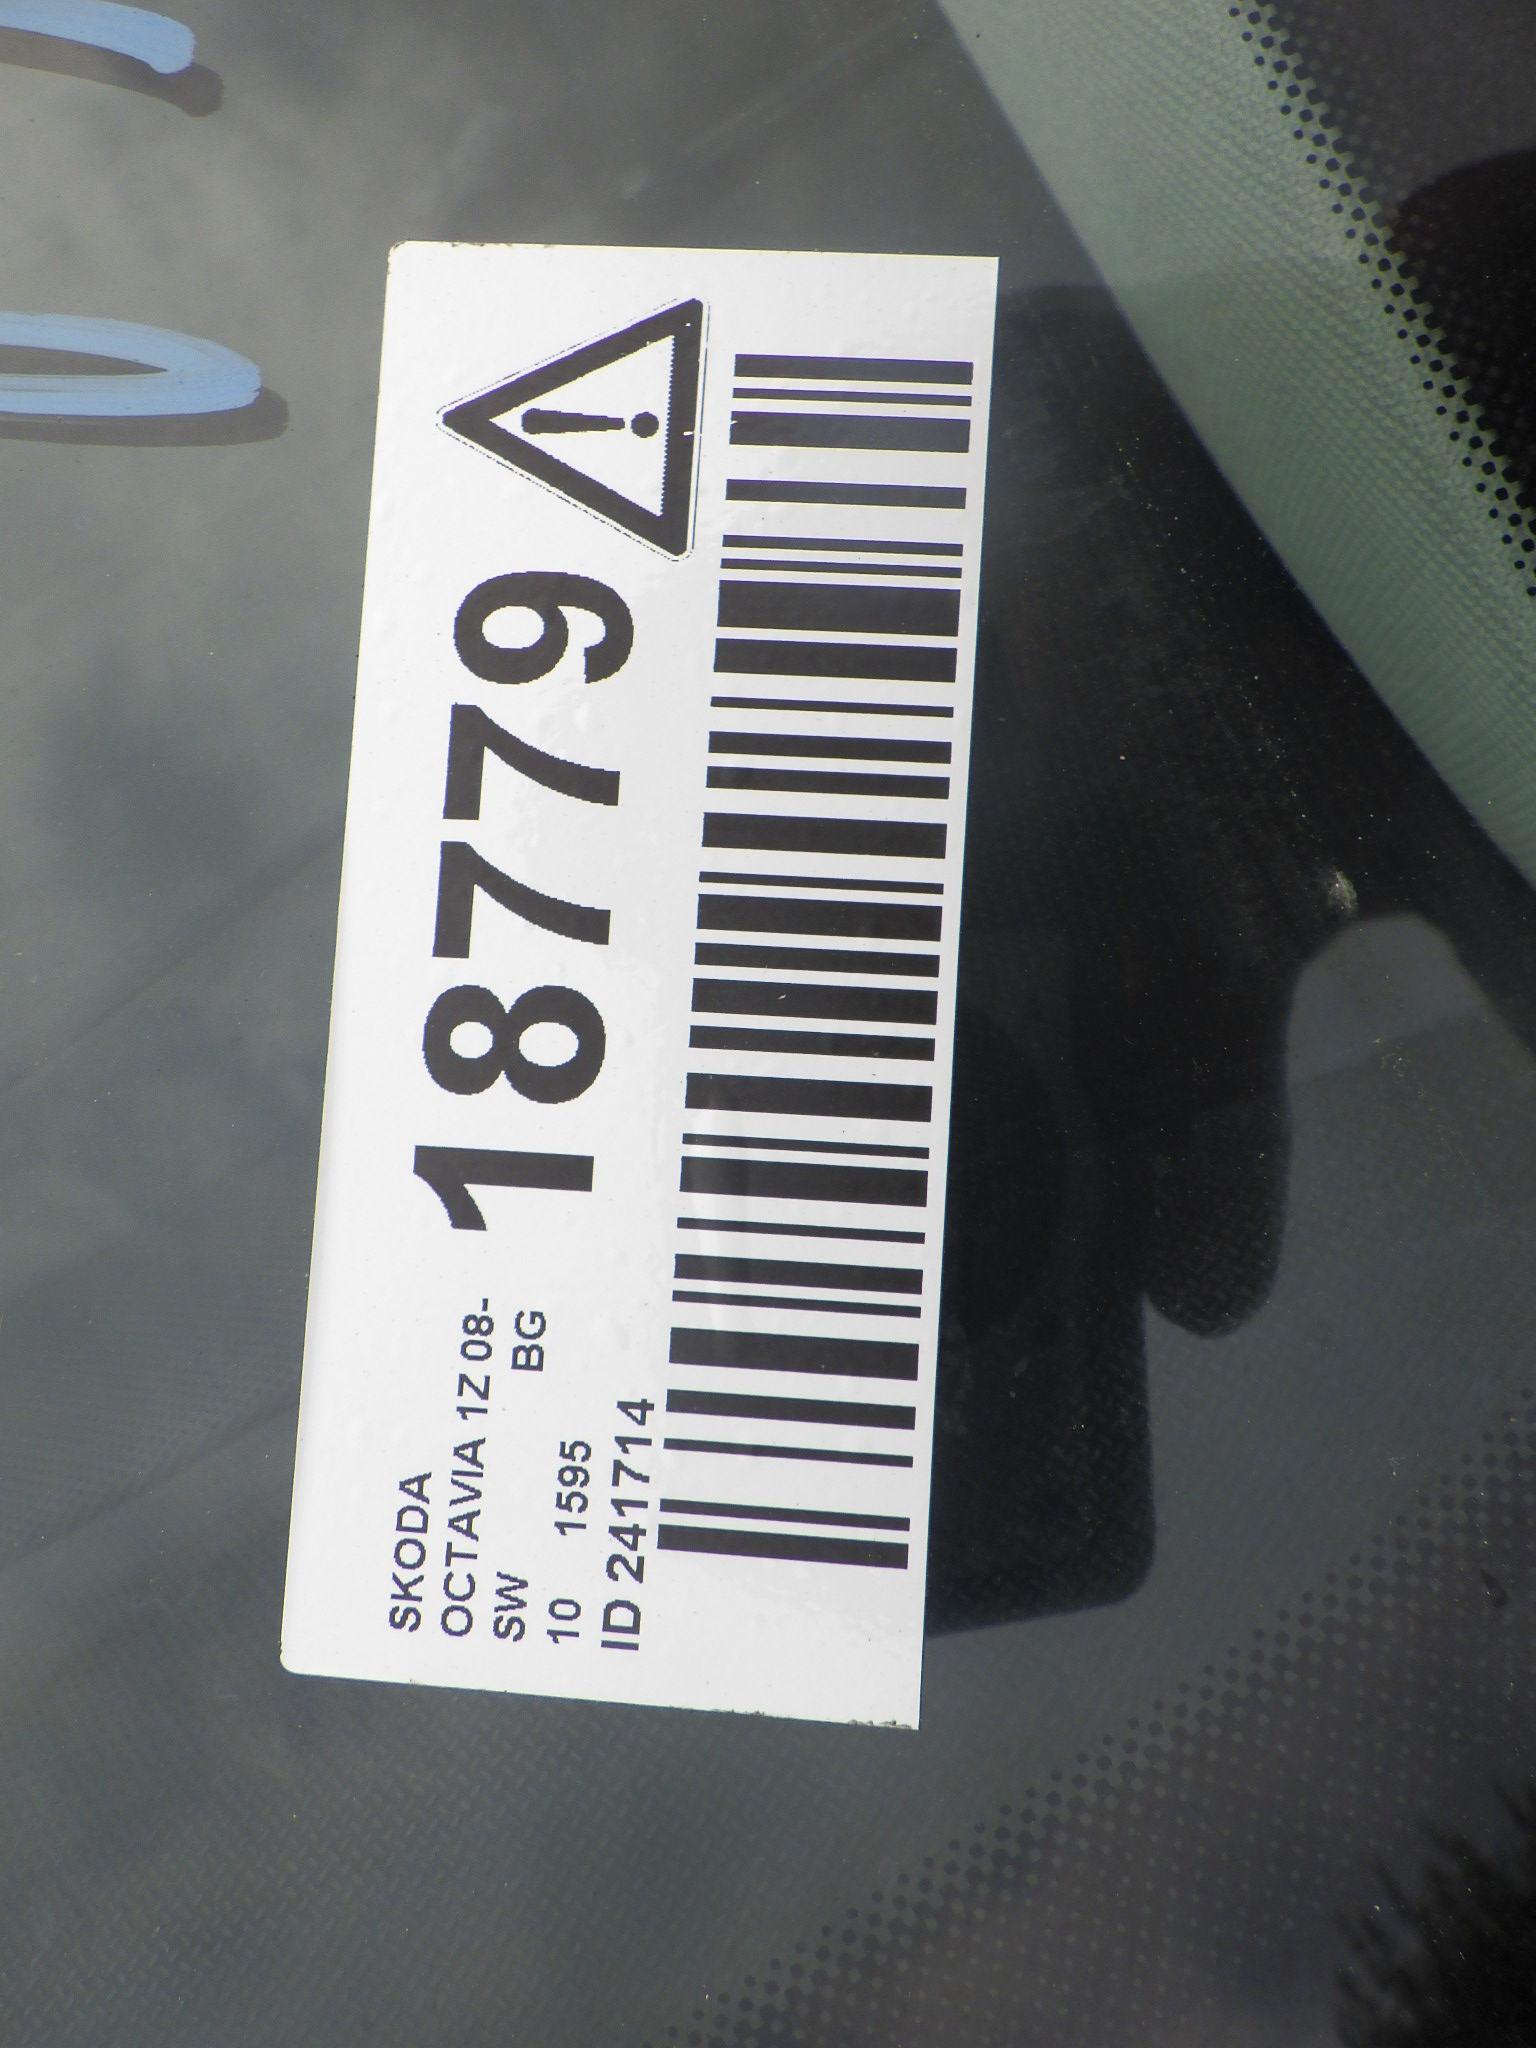 SKODA
OCTAVIA 1Z 08-
SW BG
10 1595
ID 241714
18779